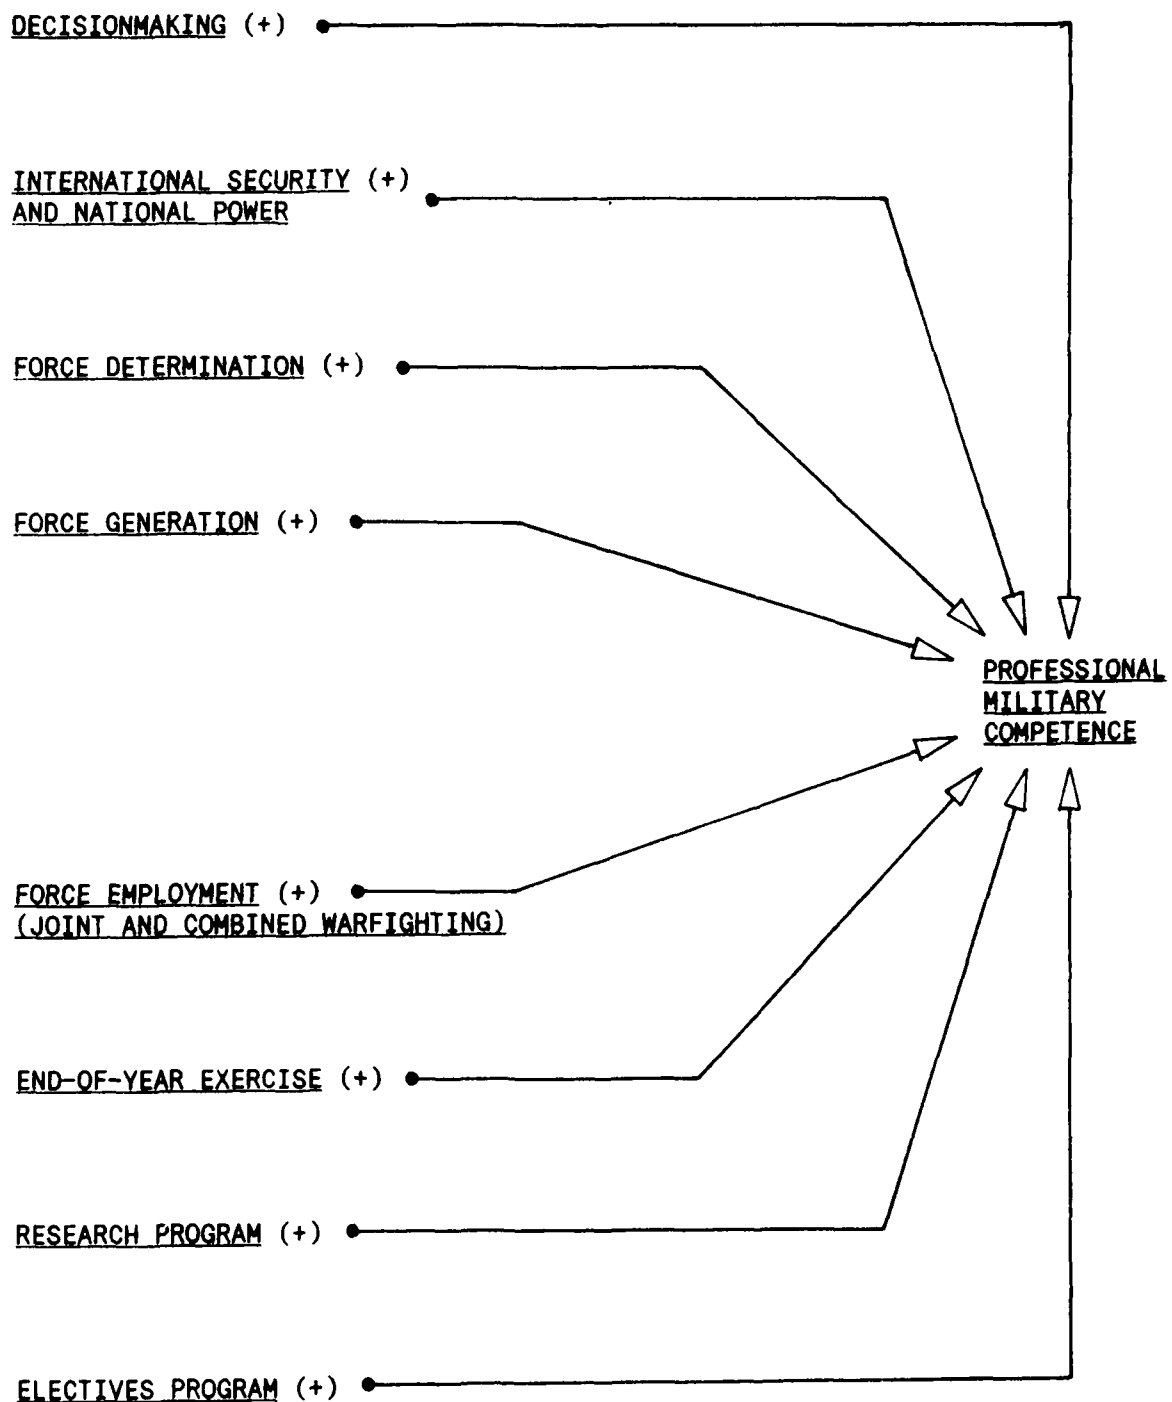 DECISIONMAKING (+)
INTERNATIONAL SECURITY (+)
AND NATIONAL POWER
FORCE DETERMINATION (+)
FORCE GENERATION (+)
PROFESSIONAL
MILITARY
COMPETENCE
FORCE EMPLOYMENT (+)
(JOINT AND COMBINED WARFIGHTING)
END-OF-YEAR EXERCISE (+)
RESEARCH PROGRAM (+)
ELECTIVES PROGRAM (+)